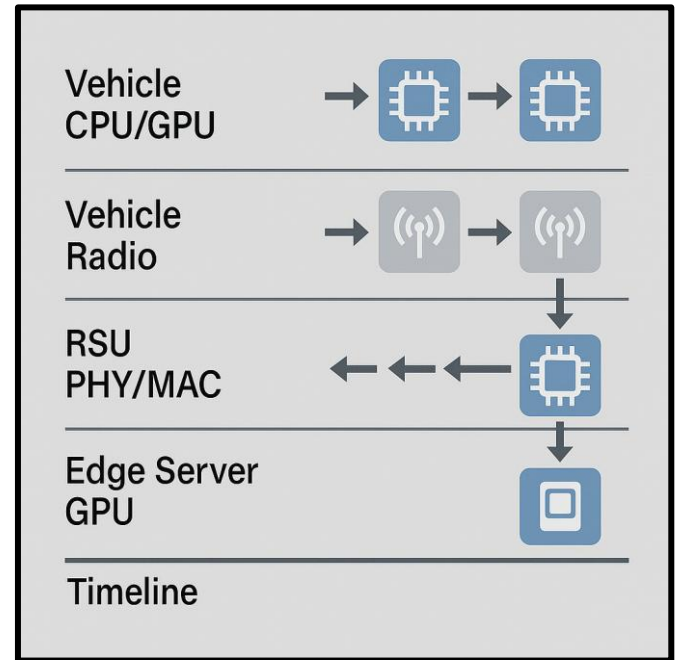 Vehicle
CPU/GPU
Vehicle
Radio
RSU
PHY/MAC
Edge Server
GPU
Timeline